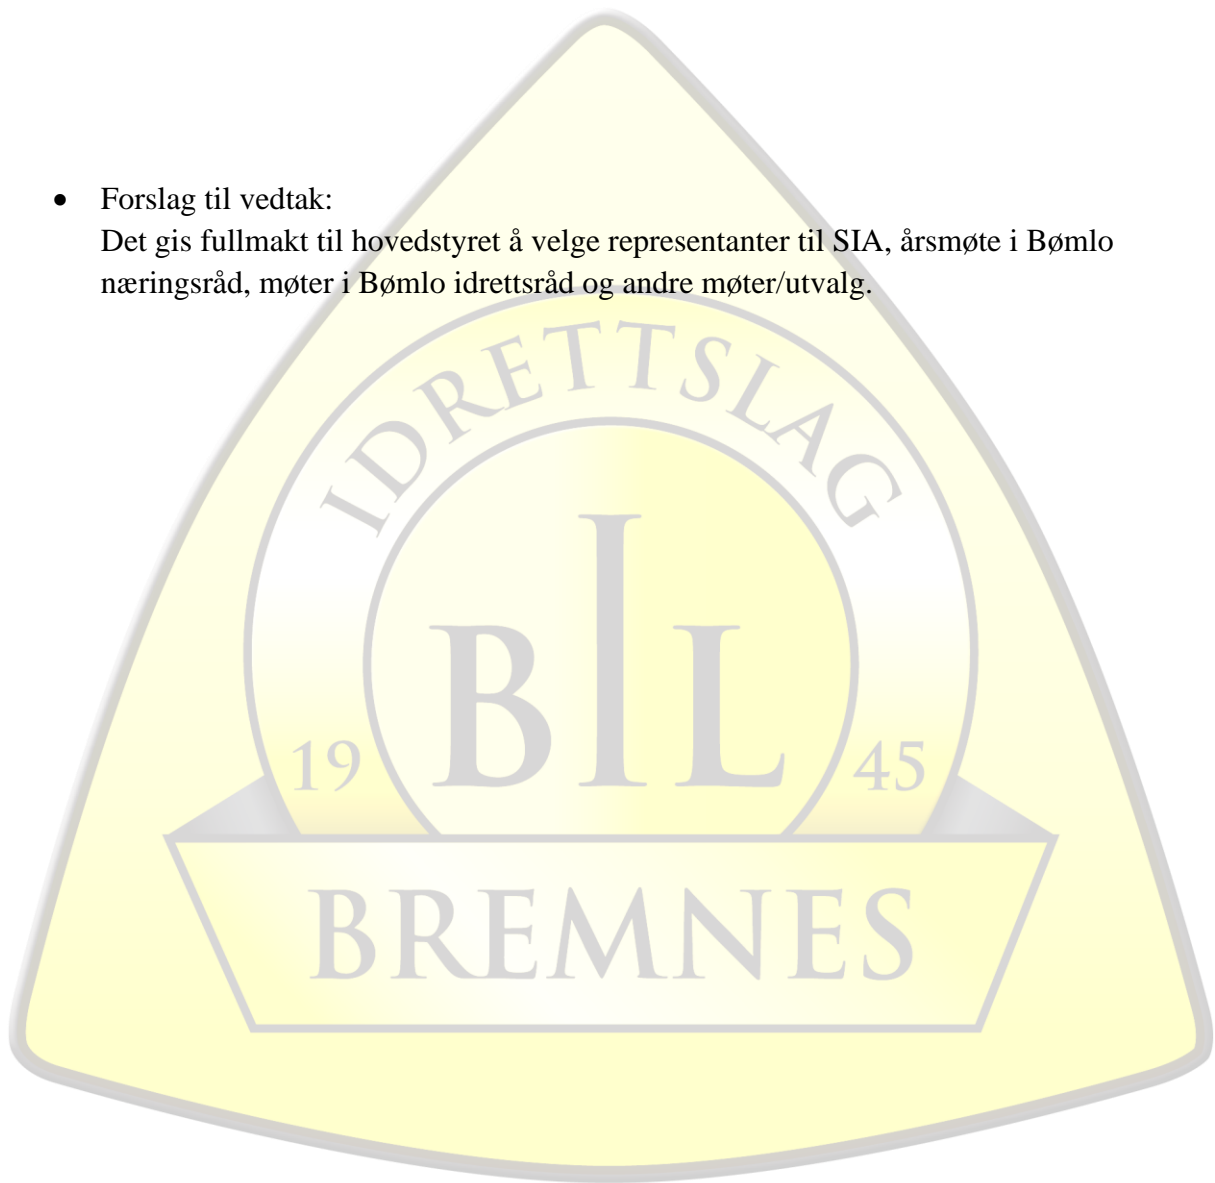 • Forslag til vedtak:
Det gis fullmakt til hovedstyret å velge representanter til SIA, årsmøte i Bømlo
næringsråd, møter i Bømlo idrettsråd og andre møter/utvalg.
IDRETTSLAG
BIL
19 45
BREMNES